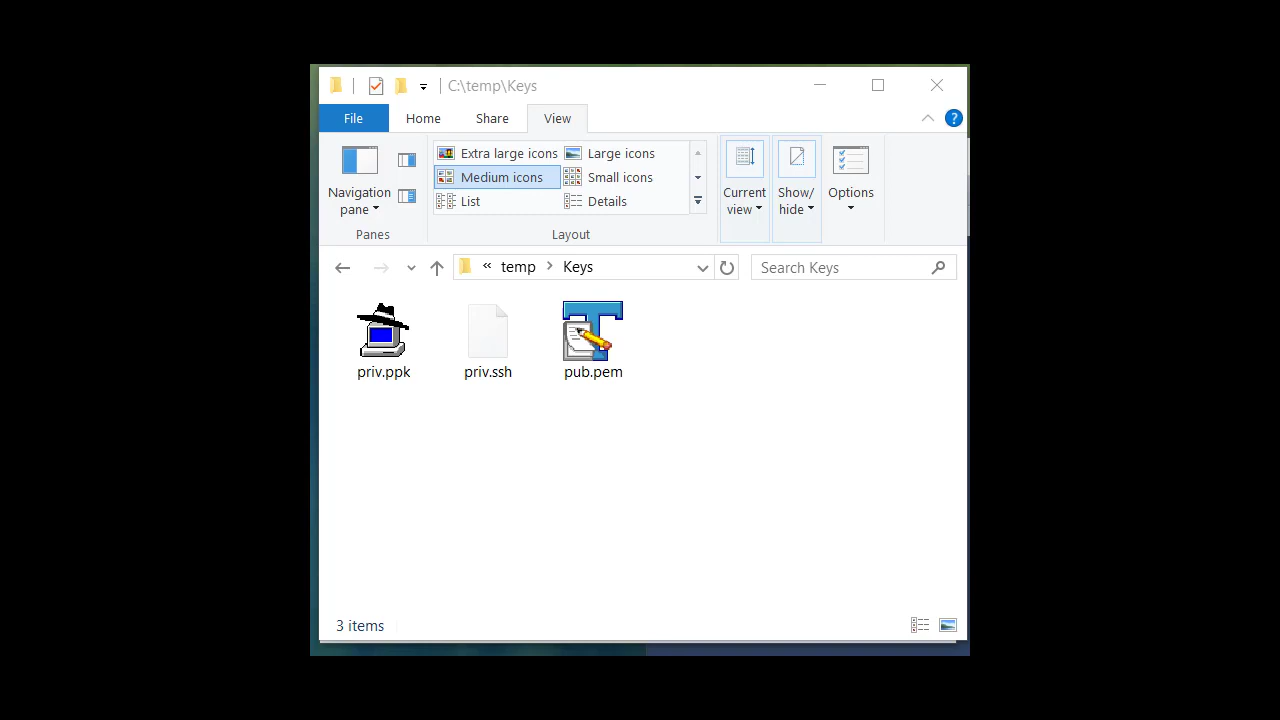 C:\temp\Keys
File Home Share View
Navigation pane
Extra large icons Large icons
Medium icons Small icons
List Details
Current view
Show/hide
Options
Panes Layout
« temp > Keys Search Keys
priv.ppk priv.ssh pub.pem
3 items